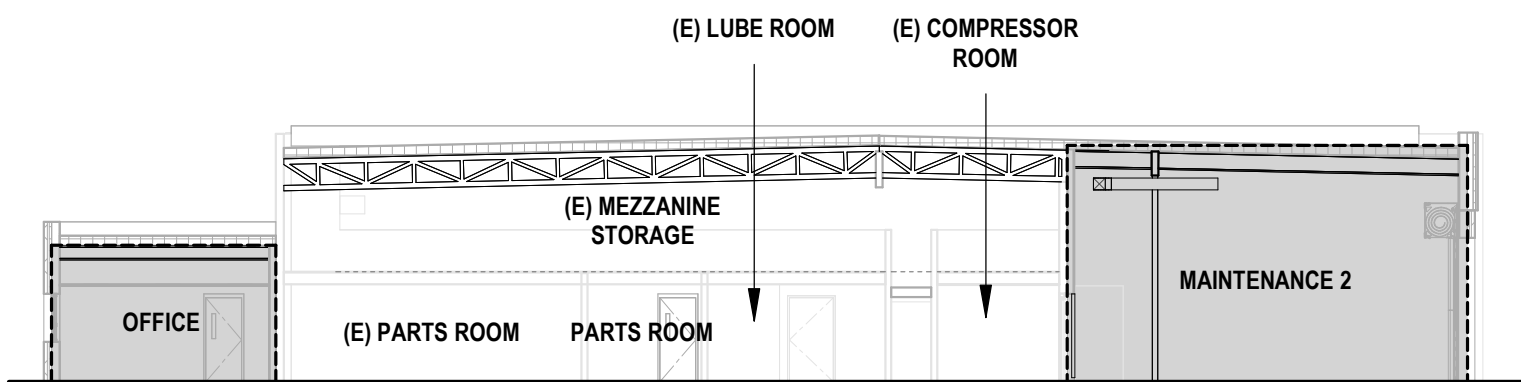 (E) LUBE ROOM
(E) COMPRESSOR
ROOM
(E) MEZZANINE
STORAGE
MAINTENANCE 2
OFFICE
(E) PARTS ROOM
PARTS ROOM